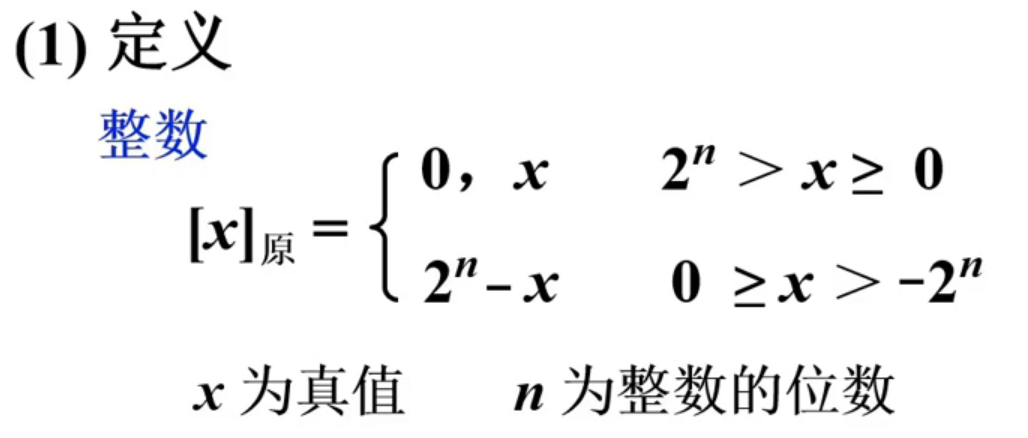 (1) 定义
整数
[x]原 = { 0，x 2ⁿ > x ≥ 0
2ⁿ - x 0 ≥ x > -2ⁿ
x 为真值 n 为整数的位数